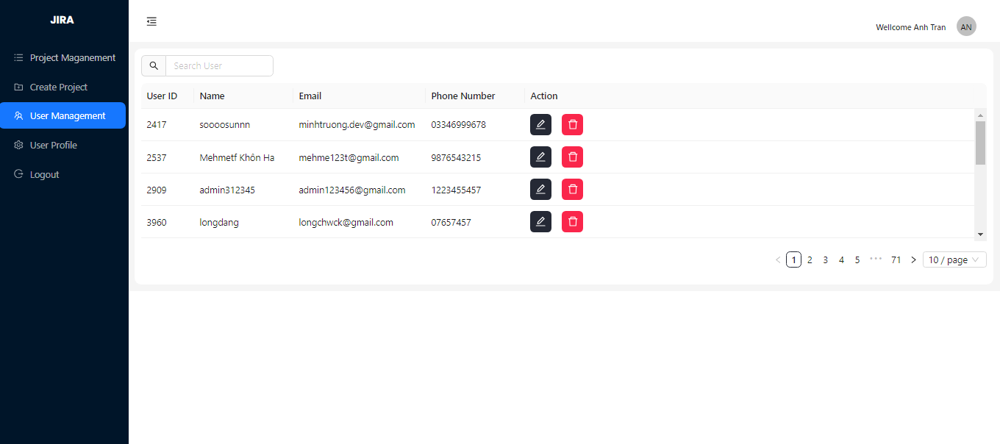 JIRA
Wellcome Anh Tran
AN
Project Maganement
Create Project
User Management
User Profile
Logout
Search User
User ID Name Email Phone Number Action
2417 soooosunnn minhtruong.dev@gmail.com 03346999678
2537 Mehmetf Khôn Ha mehme123t@gmail.com 9876543215
2909 admin312345 admin123456@gmail.com 1223455457
3960 longdang longchwck@gmail.com 07657457
1 2 3 4 5 ••• 71 10 / page